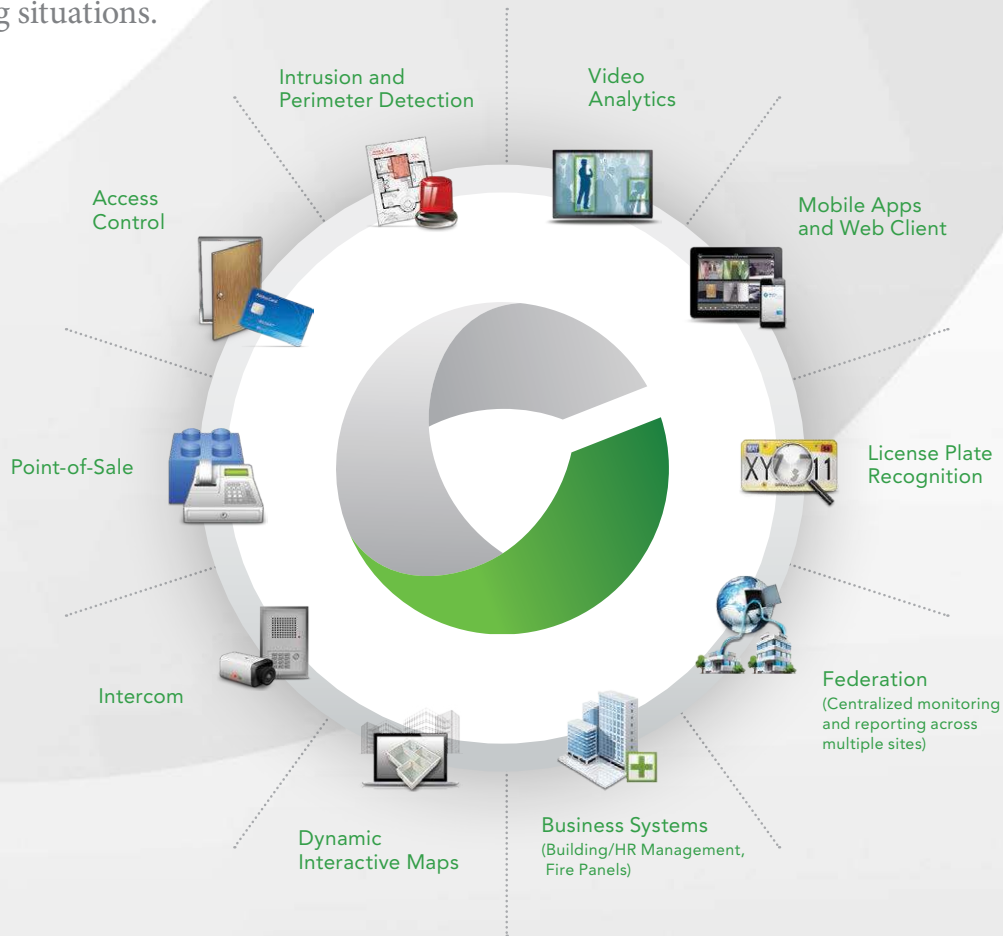 g situations.
Intrusion and
Perimeter Detection
Video
Analytics
Access
Control
Mobile Apps
and Web Client
Point-of-Sale
License Plate
Recognition
XY 11
Intercom
Federation
(Centralized monitoring
and reporting across
multiple sites)
Dynamic
Interactive Maps
Business Systems
(Building/HR Management,
Fire Panels)